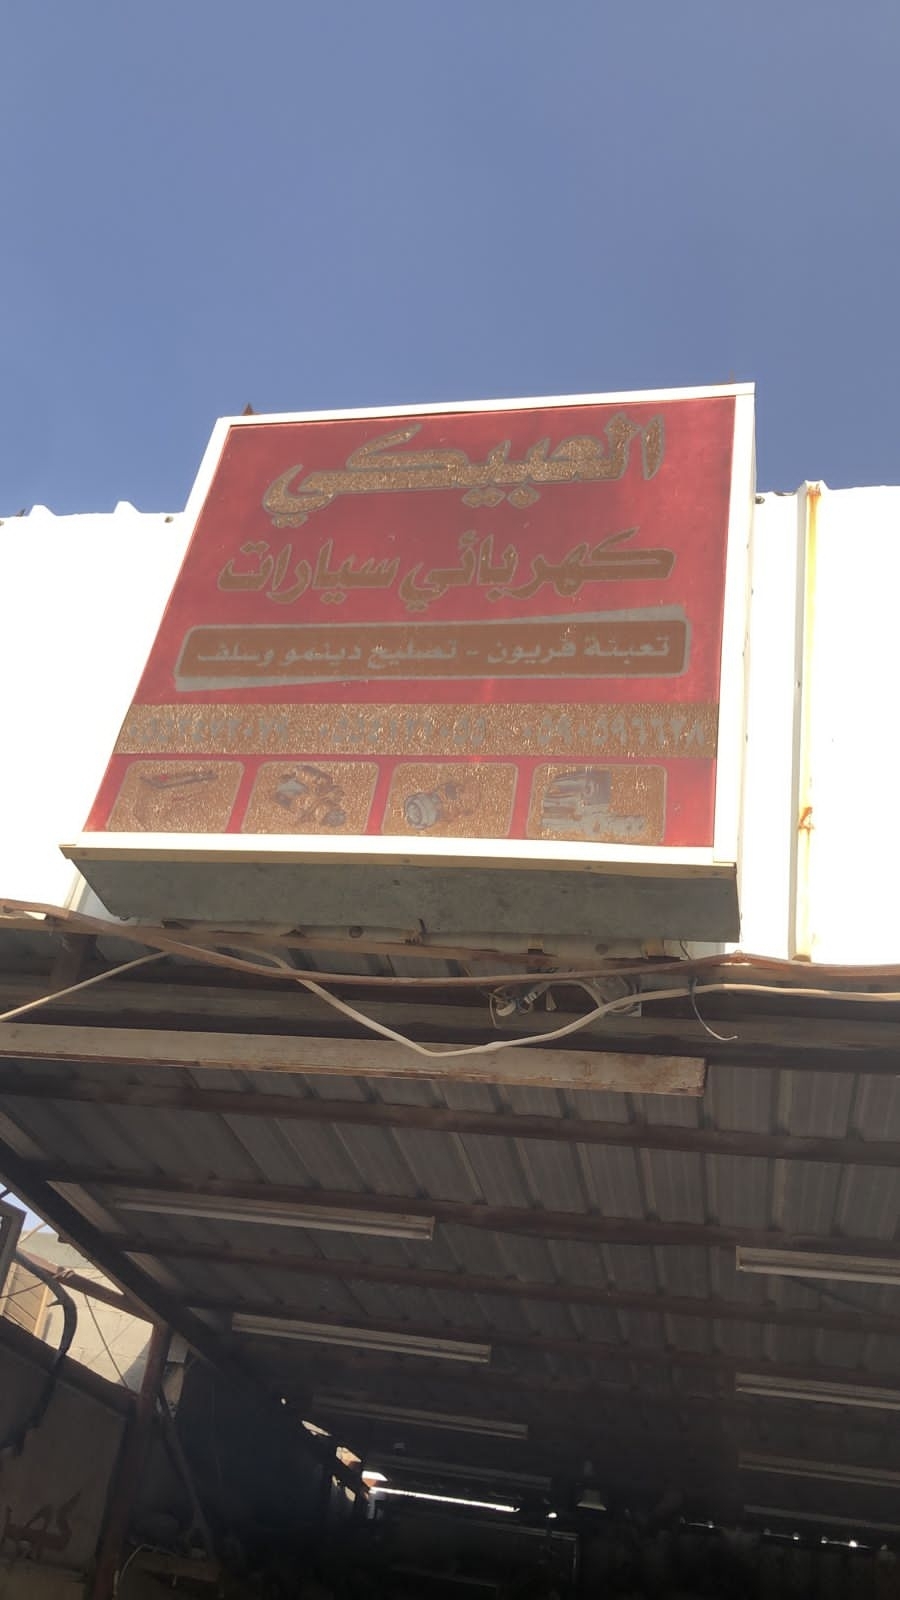 العبيكي
كهربائي سيارات
تعبئة فريون - تصليح دينمو وسلف